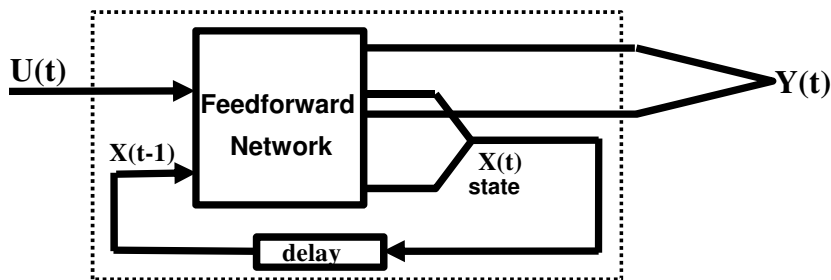 U(t)
Feedforward
Network
Y(t)
X(t-1)
X(t)
state
delay